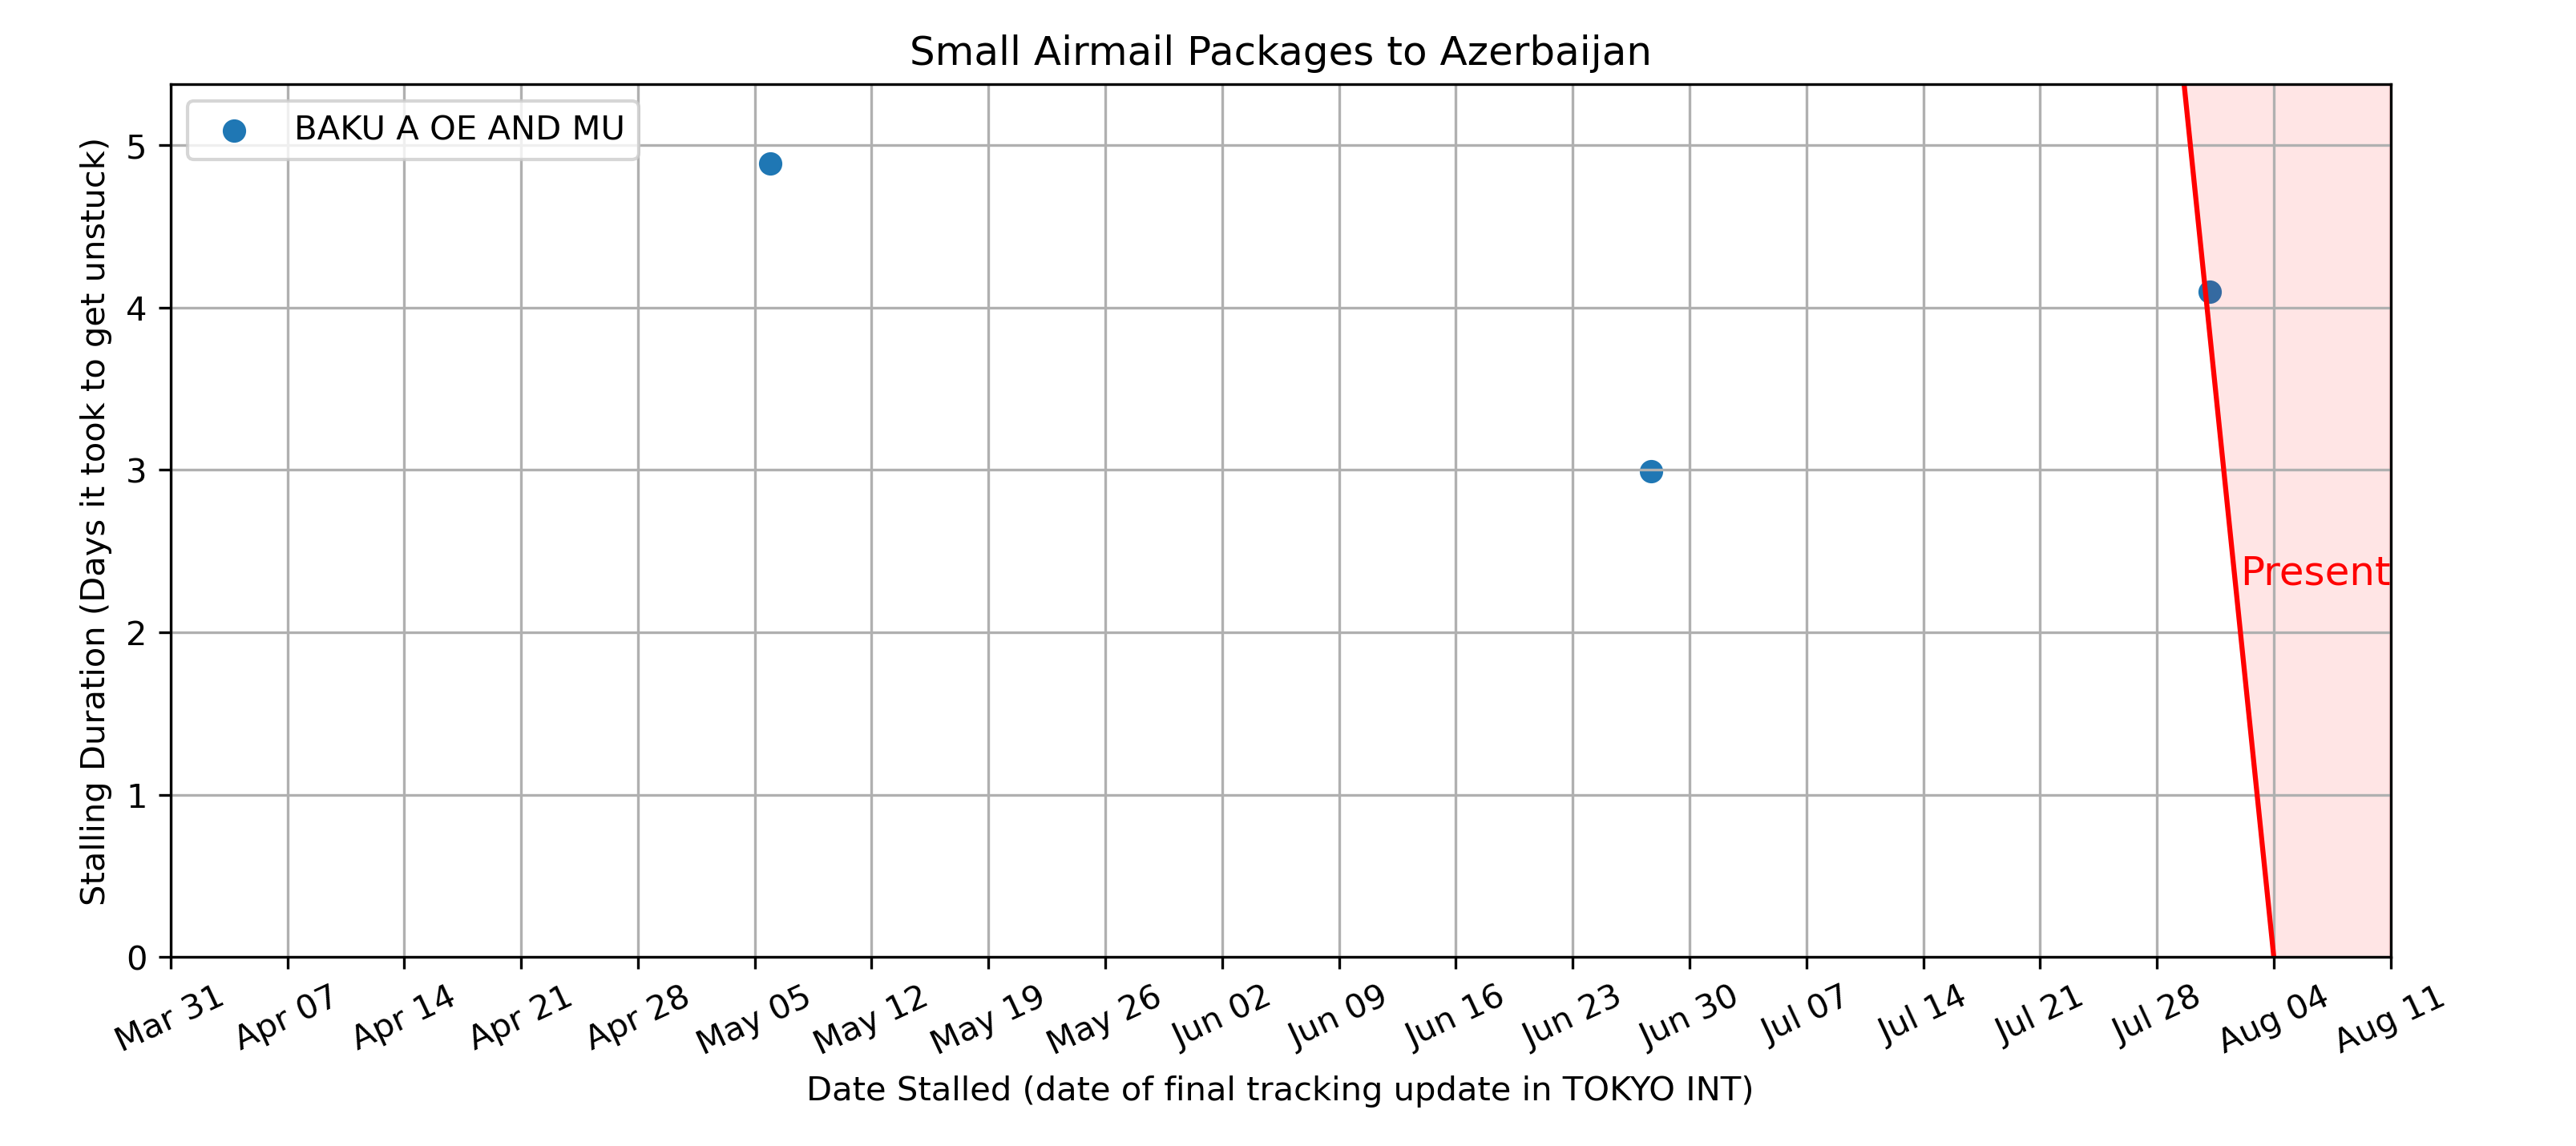 Small Airmail Packages to Azerbaijan
BAKU A OE AND MU
Stalling Duration (Days it took to get unstuck)
5
4
3
2
1
0
Present
Mar 31
Apr 07
Apr 14
Apr 21
Apr 28
May 05
May 12
May 19
May 26
Jun 02
Jun 09
Jun 16
Jun 23
Jun 30
Jul 07
Jul 14
Jul 21
Jul 28
Aug 04
Aug 11
Date Stalled (date of final tracking update in TOKYO INT)